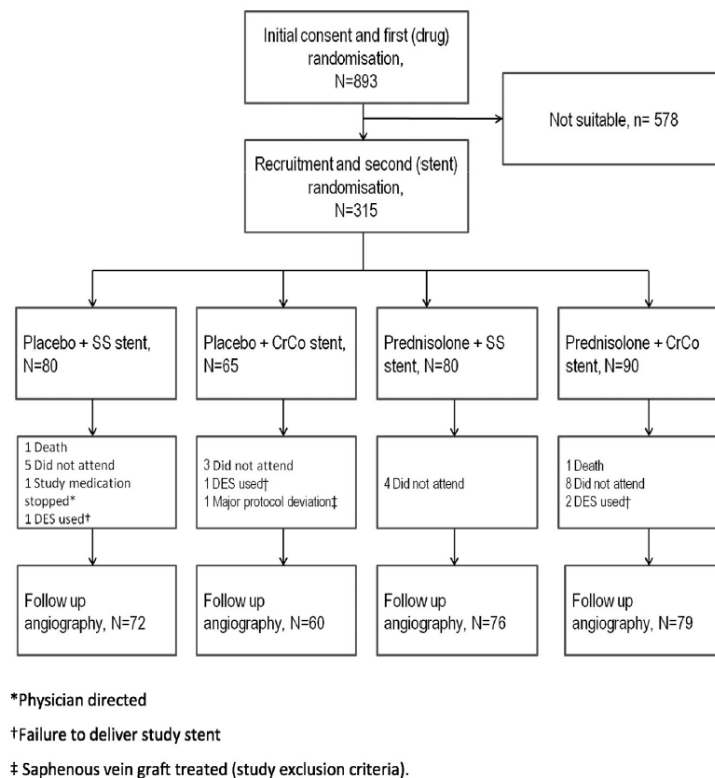 Initial consent and first (drug)
randomisation,
N=893
Not suitable, n= 578
Recruitment and second (stent)
randomisation,
N=315
Placebo + SS stent,
N=80
Placebo + CrCo stent,
N=65
Prednisolone + SS
stent, N=80
Prednisolone + CrCo
stent, N=90
1 Death
5 Did not attend
1 Study medication
stopped*
1 DES used†
3 Did not attend
1 DES used†
1 Major protocol deviation‡
4 Did not attend
1 Death
8 Did not attend
2 DES used†
Follow up
angiography, N=72
Follow up
angiography, N=60
Follow up
angiography, N=76
Follow up
angiography, N=79
*Physician directed
†Failure to deliver study stent
‡ Saphenous vein graft treated (study exclusion criteria).